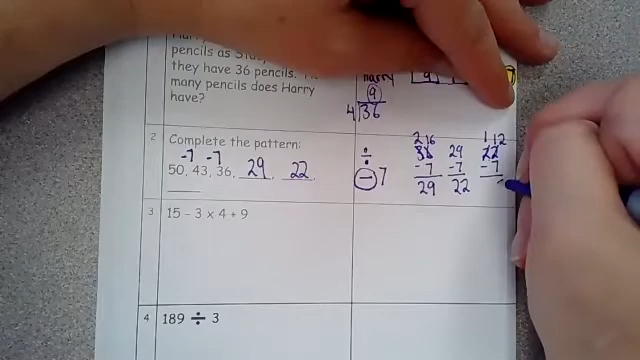 pencils as
they have 36 pencils.
many pencils does Harry
have?
Harry
9
9
4 36
2 Complete the pattern:
-7 -7
50, 43, 36, 29, 22,
÷
- 7
2 16
36 29 22
1 12
-7 -7 -7
29 22
3 15 - 3 x 4 + 9
4 189 ÷ 3